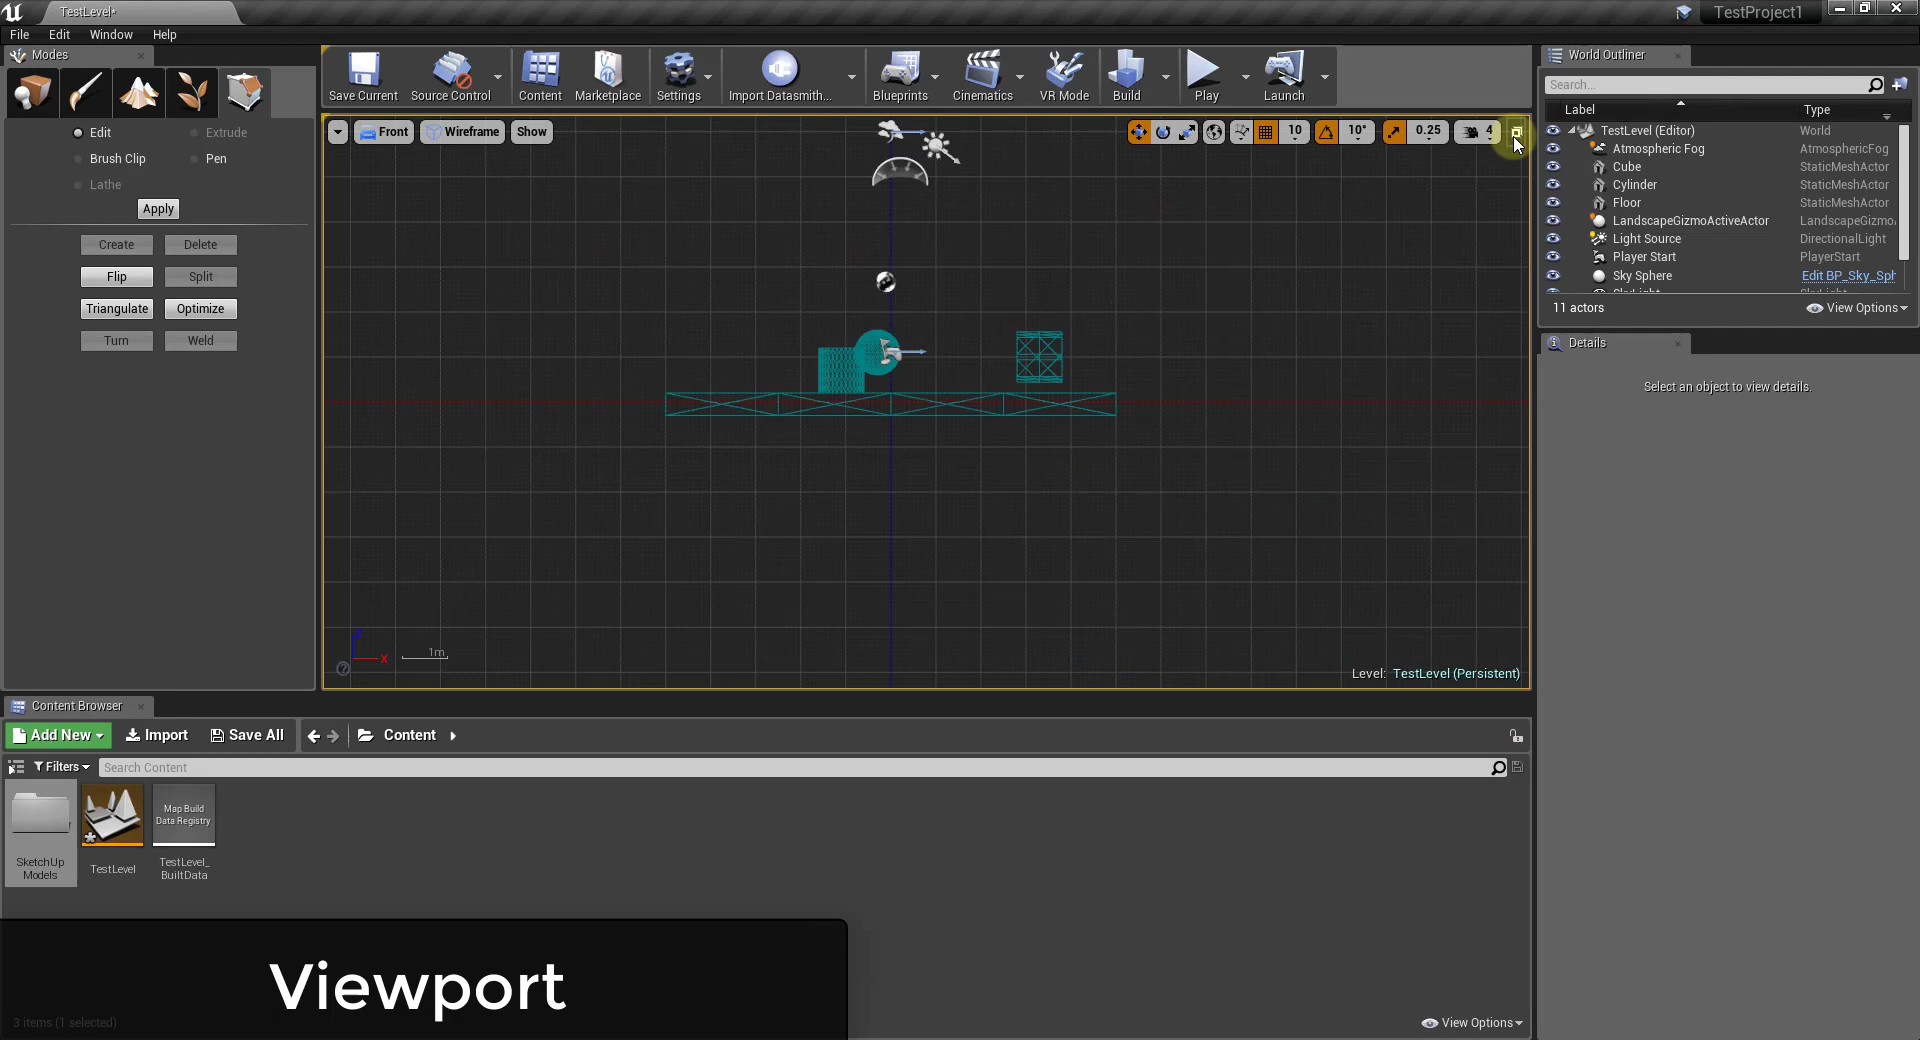 TestLevel*
TestProject1
File Edit Window Help
Modes
Save Current
Source Control
Content
Marketplace
Settings
Import Datasmith...
Blueprints
Cinematics
VR Mode
Build
Play
Launch
Edit
Extrude
Brush Clip
Pen
Lathe
Apply
Create
Delete
Flip
Split
Triangulate
Optimize
Turn
Weld
Front
Wireframe
Show
10
10°
0.25
4
Z
X
1m
Level: TestLevel (Persistent)
World Outliner
Search...
Label Type
TestLevel (Editor) World
Atmospheric Fog AtmosphericFog
Cube StaticMeshActor
Cylinder StaticMeshActor
Floor StaticMeshActor
LandscapeGizmoActiveActor LandscapeGizmo
Light Source DirectionalLight
Player Start PlayerStart
Sky Sphere Edit BP_Sky_Sph
11 actors
View Options
Details
Select an object to view details.
Content Browser
Add New
Import
Save All
Content
Filters
Search Content
SketchUp
Models
TestLevel
Map Build
Data Registry
TestLevel_
BuiltData
Viewport
3 items (1 selected)
View Options